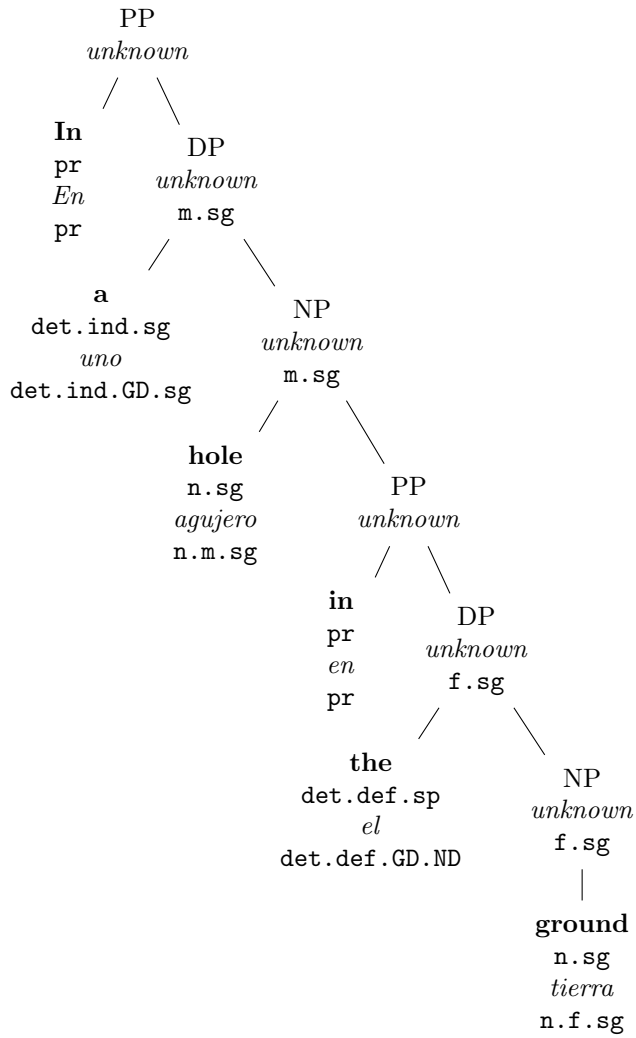 PP
unknown
In
pr
En
pr
DP
unknown
m.sg
a
det.ind.sg
uno
det.ind.GD.sg
NP
unknown
m.sg
hole
n.sg
agujero
n.m.sg
PP
unknown
in
pr
en
pr
DP
unknown
f.sg
the
det.def.sp
el
det.def.GD.ND
NP
unknown
f.sg
ground
n.sg
tierra
n.f.sg